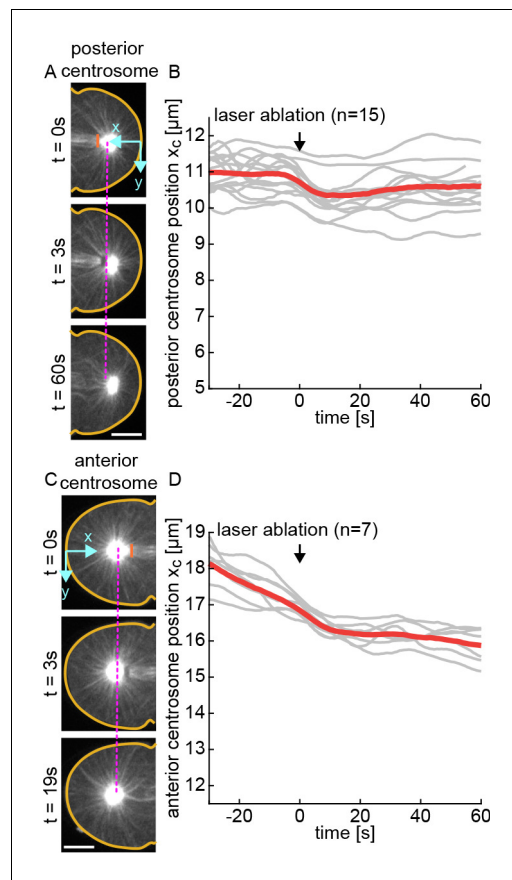 posterior
A centrosome B
t = 0s
x
y
t = 3s
t = 60s
laser ablation (n=15)
posterior centrosome position xC [µm]
12
11
10
9
8
7
6
5
-20 0 20 40 60
time [s]
anterior
C centrosome D
t = 0s
x
y
t = 3s
t = 19s
laser ablation (n=7)
anterior centrosome position xC [µm]
19
18
17
16
15
14
13
12
-20 0 20 40 60
time [s]